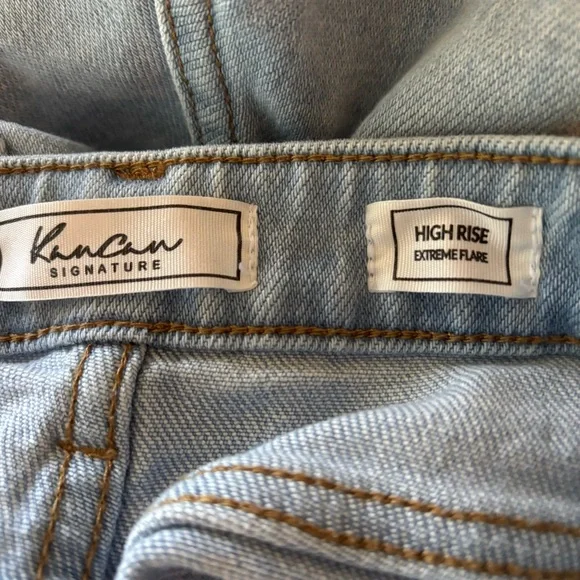 KanCan
SIGNATURE
HIGH RISE
EXTREME FLARE